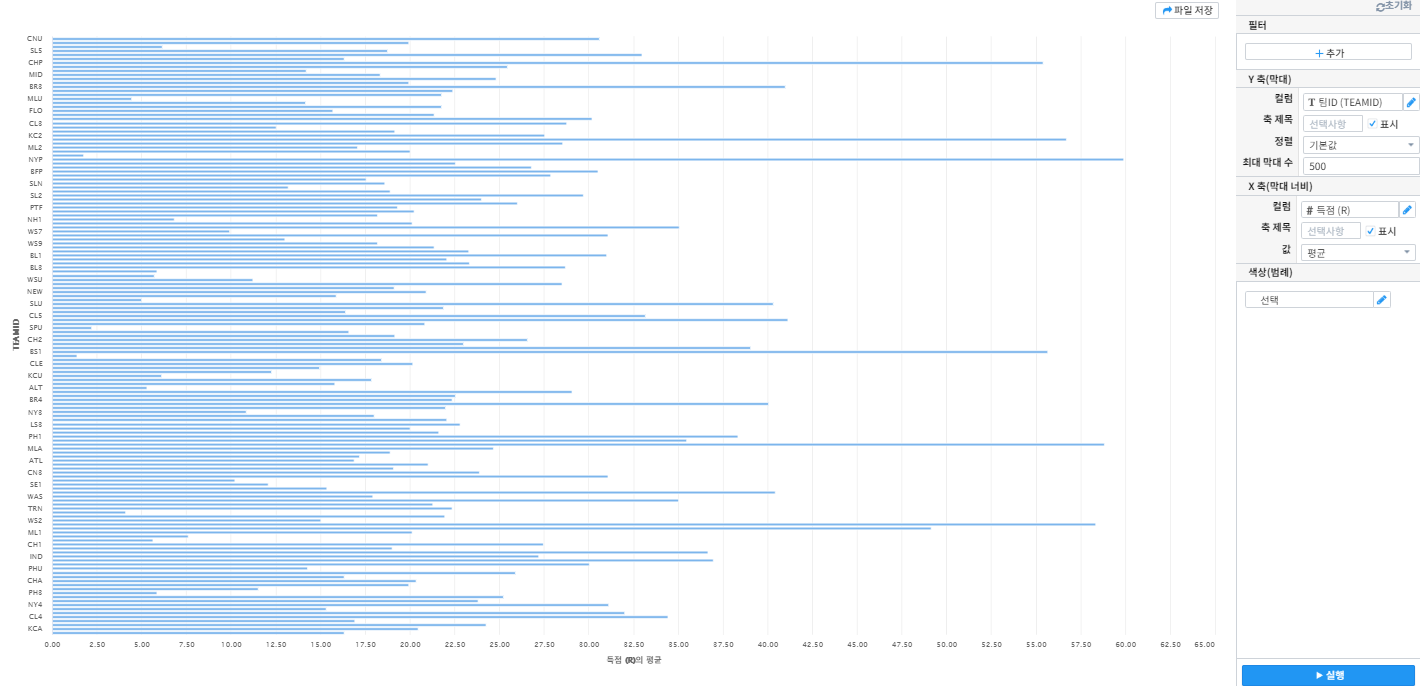 파일 저장
초기화
필터
+ 추가
Y 축(막대)
컬럼 T 팀ID (TEAMID)
축 제목 선택사항 표시
정렬 기본값
최대 막대 수 500
X 축(막대 너비)
컬럼 # 득점 (R)
축 제목 선택사항 표시
값 평균
색상(범례)
선택
실행
TEAMID
CNU
SL5
CHP
MID
BR3
MLU
FLO
CL3
KC2
ML2
NYP
BFP
SLN
SL2
PTF
NH1
WS7
WS9
BL1
BL3
WSU
NEW
SLU
CL5
SPU
CH2
BS1
CLE
KCU
ALT
BR4
NY3
LS3
PH1
MLA
ATL
CN3
SE1
WAS
TRN
WS2
ML1
CH1
IND
PHU
CHA
PH3
NY4
CL4
KCA
0.00 2.50 5.00 7.50 10.00 12.50 15.00 17.50 20.00 22.50 25.00 27.50 30.00 32.50 35.00 37.50 40.00 42.50 45.00 47.50 50.00 52.50 55.00 57.50 60.00 62.50 65.00
득점 (R)의 평균